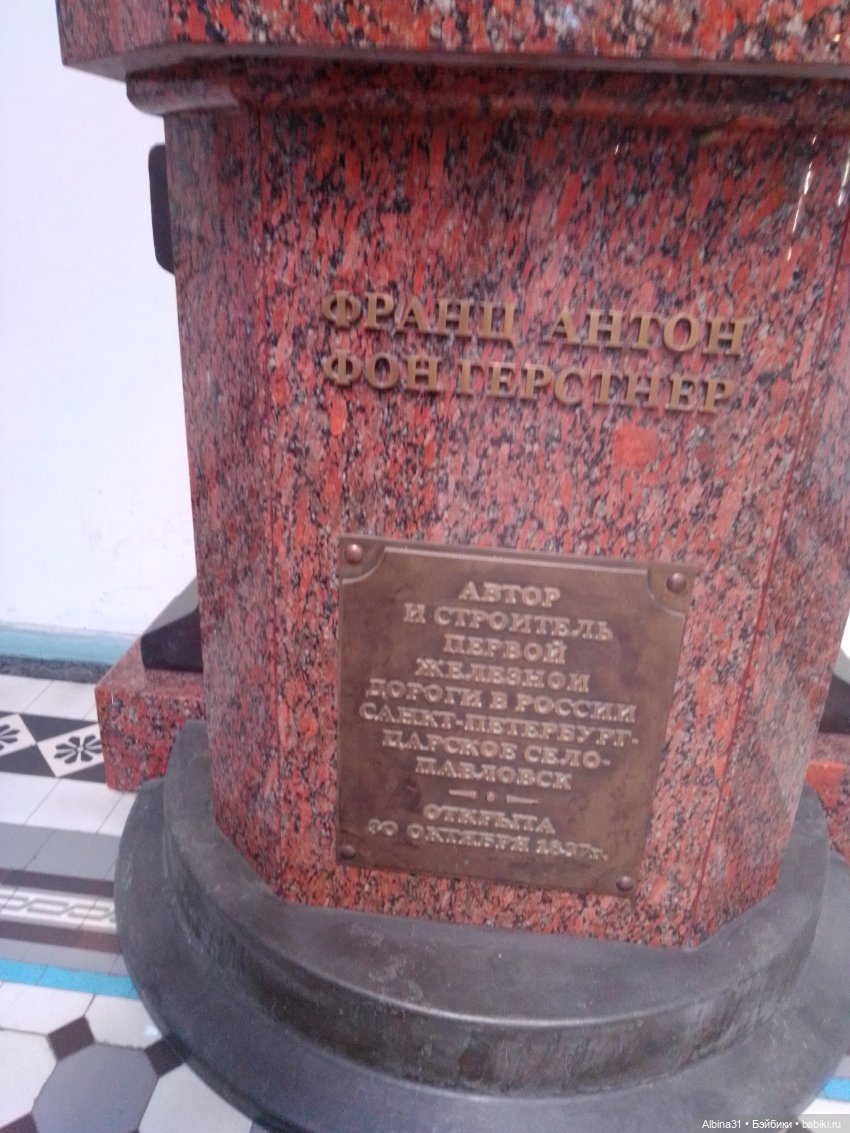 ФРАНЦ АНТОН
ФОН ГЕРСТНЕР
АВТОР
И СТРОИТЕЛЬ
ПЕРВОЙ
ЖЕЛЕЗНОЙ
ДОРОГИ В РОССИИ
САНКТ-ПЕТЕРБУРГ-
ЦАРСКОЕ СЕЛО-
ПАВЛОВСК
ОТКРЫТА
30 ОКТЯБРЯ 1837г.
Albina31 • Бэйбики • babiki.ru